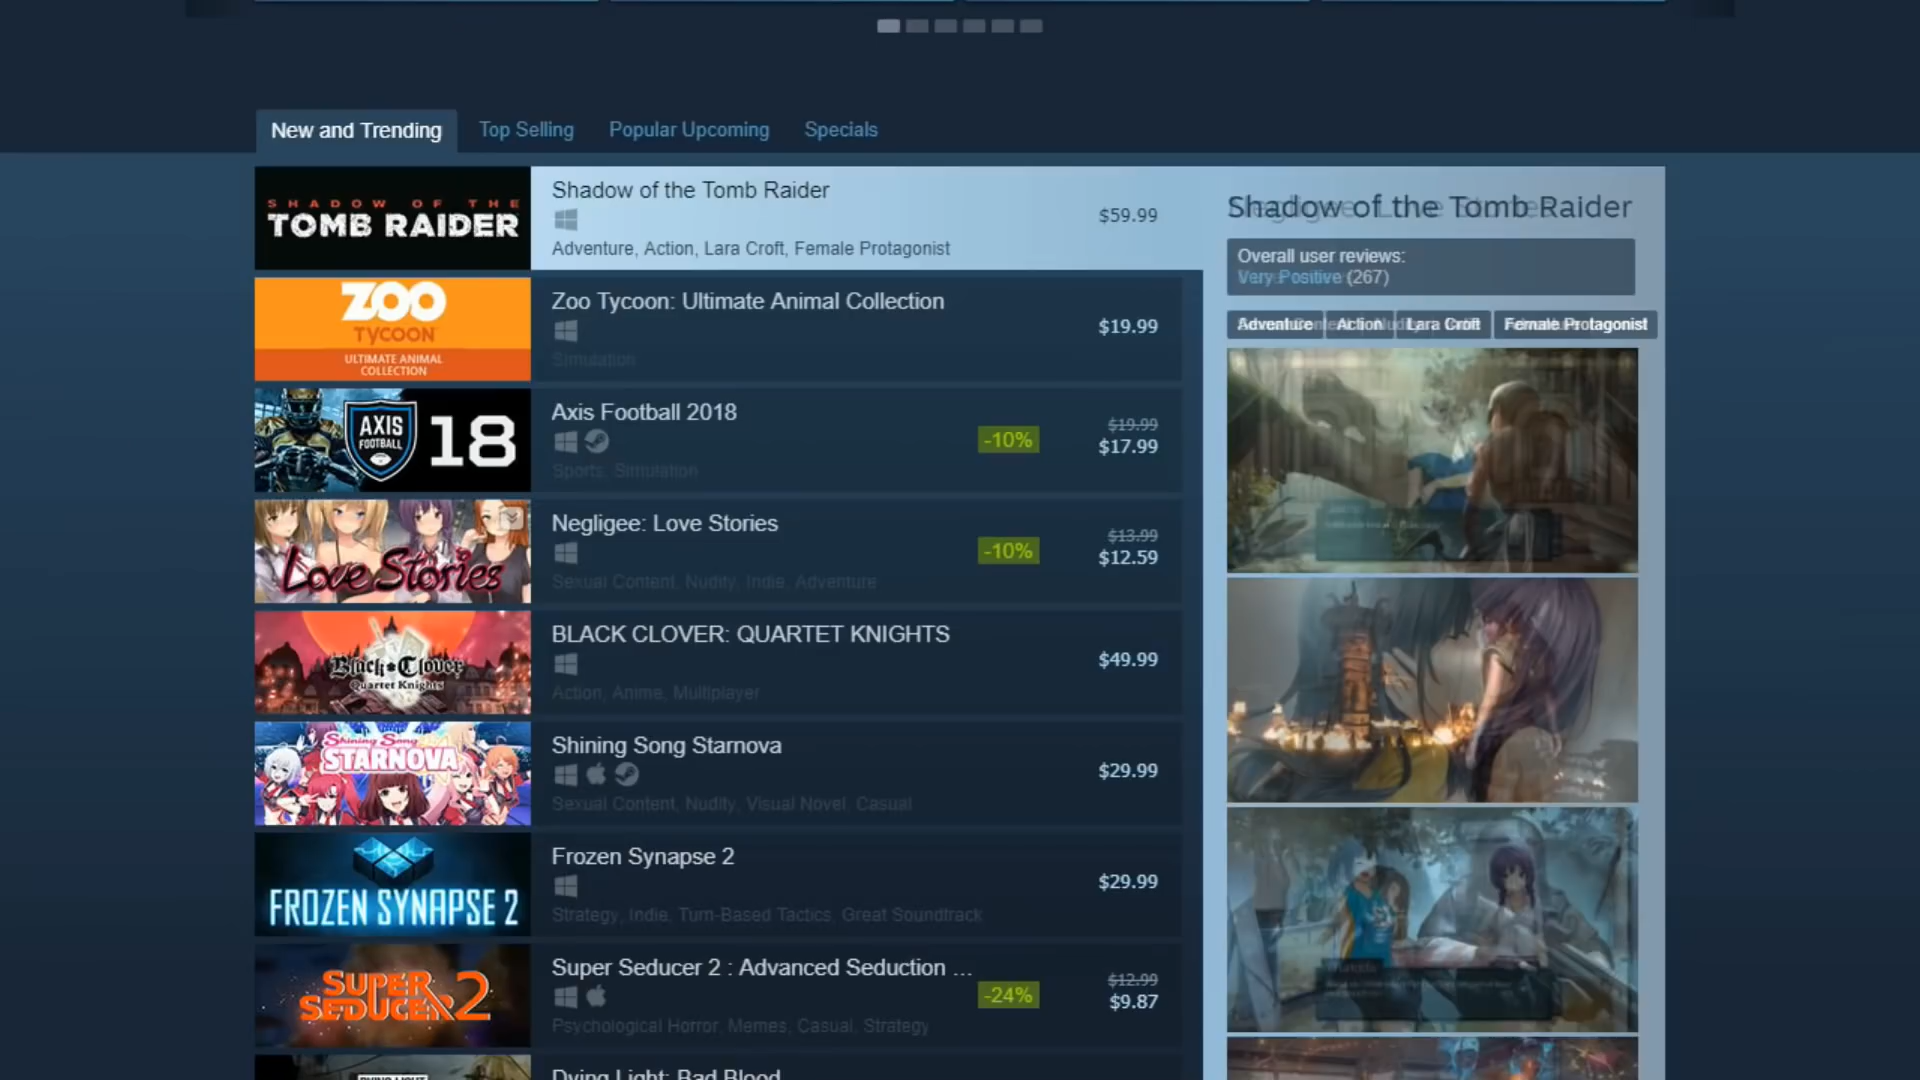 New and Trending
Top Selling
Popular Upcoming
Specials
SHADOW OF THE
TOMB RAIDER
Shadow of the Tomb Raider
$59.99
Adventure, Action, Lara Croft, Female Protagonist
ZOO
TYCOON
ULTIMATE ANIMAL
COLLECTION
Zoo Tycoon: Ultimate Animal Collection
$19.99
Simulation
AXIS
FOOTBALL
18
Axis Football 2018
-10%
$19.99
$17.99
Sports, Simulation
Love Stories
Negligee: Love Stories
-10%
$13.99
$12.59
Sexual Content, Nudity, Indie, Adventure
Black Clover
Quartet Knights
BLACK CLOVER: QUARTET KNIGHTS
$49.99
Action, Anime, Multiplayer
Shining Song
STARNOVA
Shining Song Starnova
$29.99
Sexual Content, Nudity, Visual Novel, Casual
FROZEN SYNAPSE 2
Frozen Synapse 2
$29.99
Strategy, Indie, Turn-Based Tactics, Great Soundtrack
SUPER
SEDUCER 2
Super Seducer 2 : Advanced Seduction ...
-24%
$12.99
$9.87
Psychological Horror, Memes, Casual, Strategy
DYING LIGHT
Dying Light: Bad Blood
Shadow of the Tomb Raider
Overall user reviews:
Very Positive (267)
Adventure
Action
Lara Croft
Female Protagonist